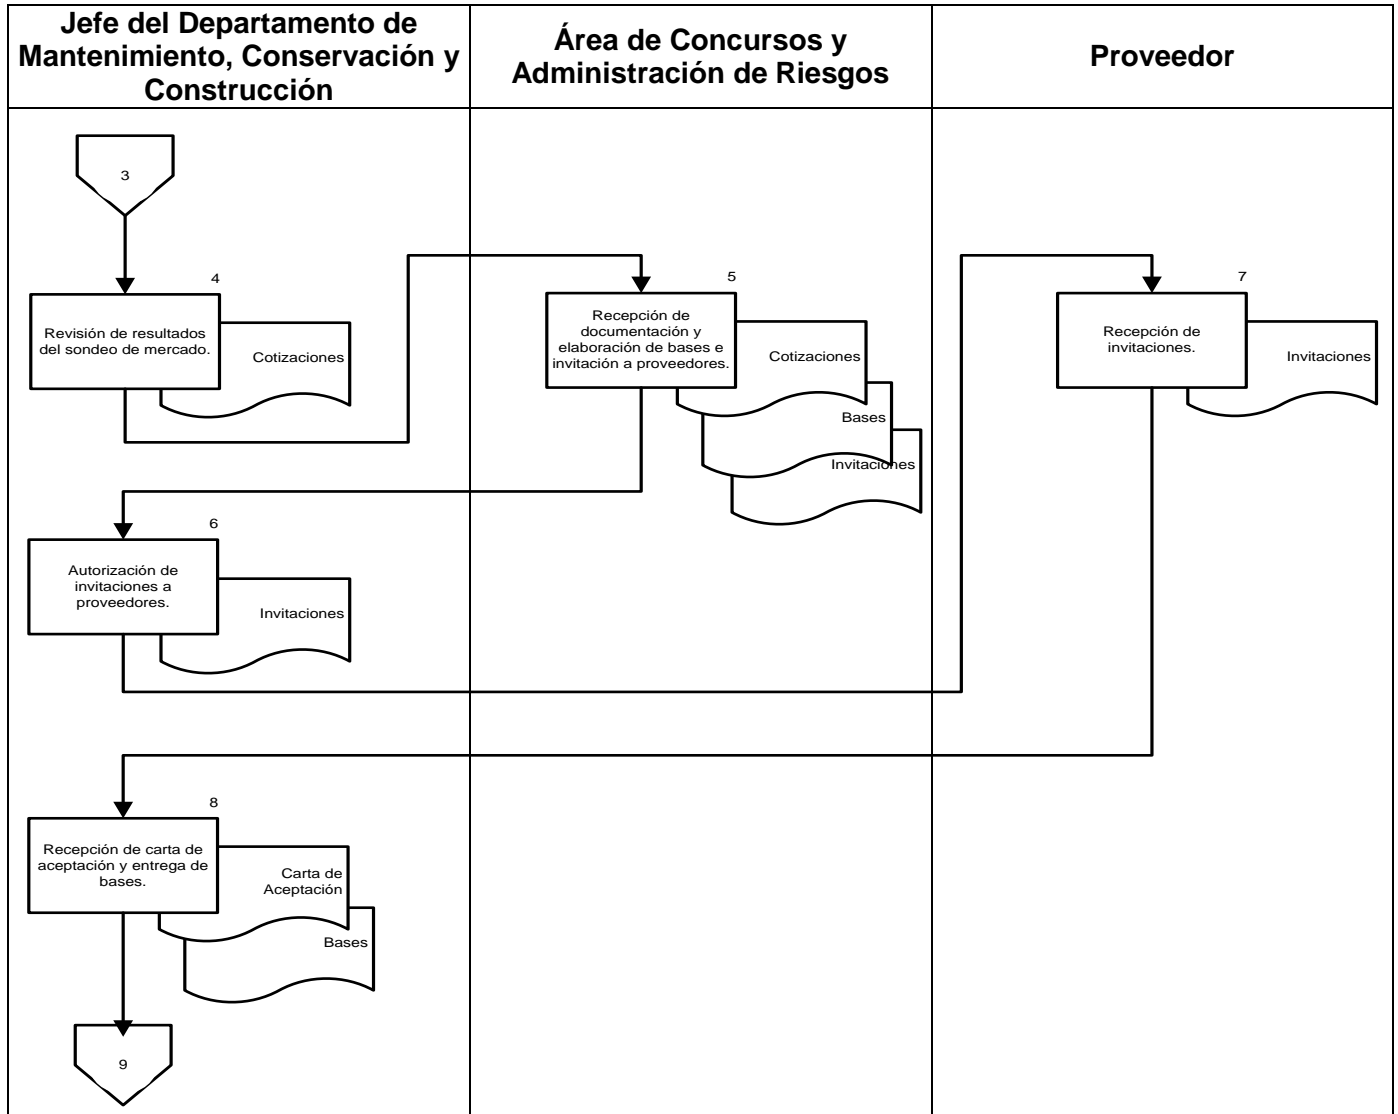 Jefe del Departamento de
Mantenimiento, Conservación y
Construcción
Área de Concursos y
Administración de Riesgos
Proveedor
3
4
Revisión de resultados
del sondeo de mercado.
Cotizaciones
5
Recepción de
documentación y
elaboración de bases e
invitación a proveedores.
Cotizaciones
Bases
Invitaciones
7
Recepción de
invitaciones.
Invitaciones
6
Autorización de
invitaciones a
proveedores.
Invitaciones
8
Recepción de carta de
aceptación y entrega de
bases.
Carta de
Aceptación
Bases
9